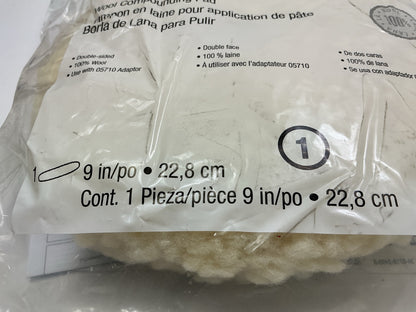 Wool Compounding Pad
Tampon en laine pour application de pâte
Borla de Lana para Pulir
• Double-sided
• 100% Wool
• Use with 05710 Adaptor
• Double face
• 100 % laine
• À utiliser avec l'adaptateur 05710
• De dos caras
• 100% de lana
• Se usa con adaptador
1
1 9 in/po • 22,8 cm
Cont. 1 Pieza/pièce 9 in/po • 22,8 cm